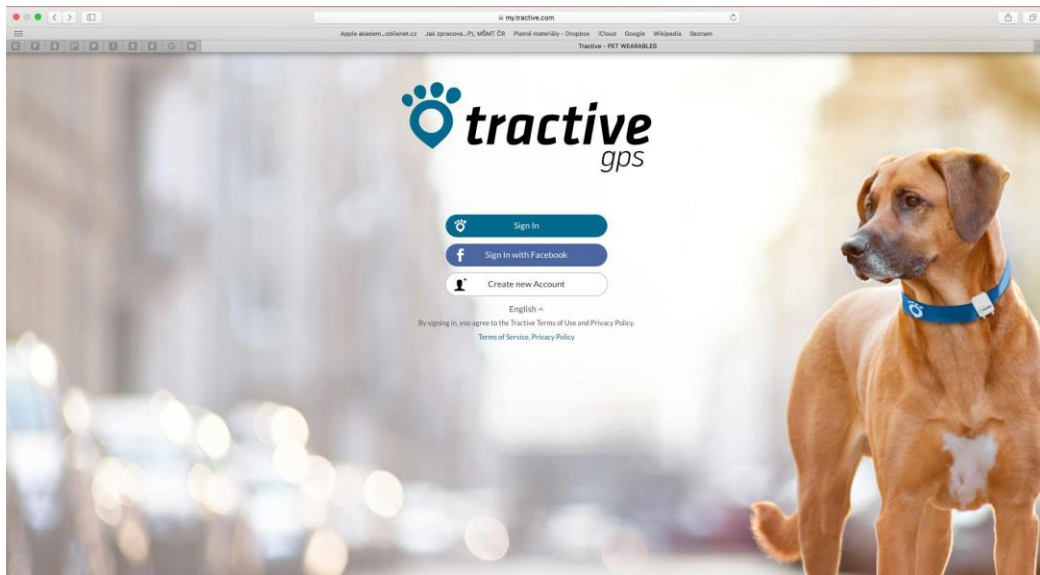 my.tractive.com
Apple akadem...obilenet.cz Jak zpracova...P), MŠMT ČR Platné materiály - Dropbox iCloud Google Wikipedia Seznam
Tractive - PET WEARABLES
tractive
gps
Sign In
f Sign In with Facebook
Create new Account
English
By signing in, you agree to the Tractive Terms of Use and Privacy Policy.
Terms of Service, Privacy Policy